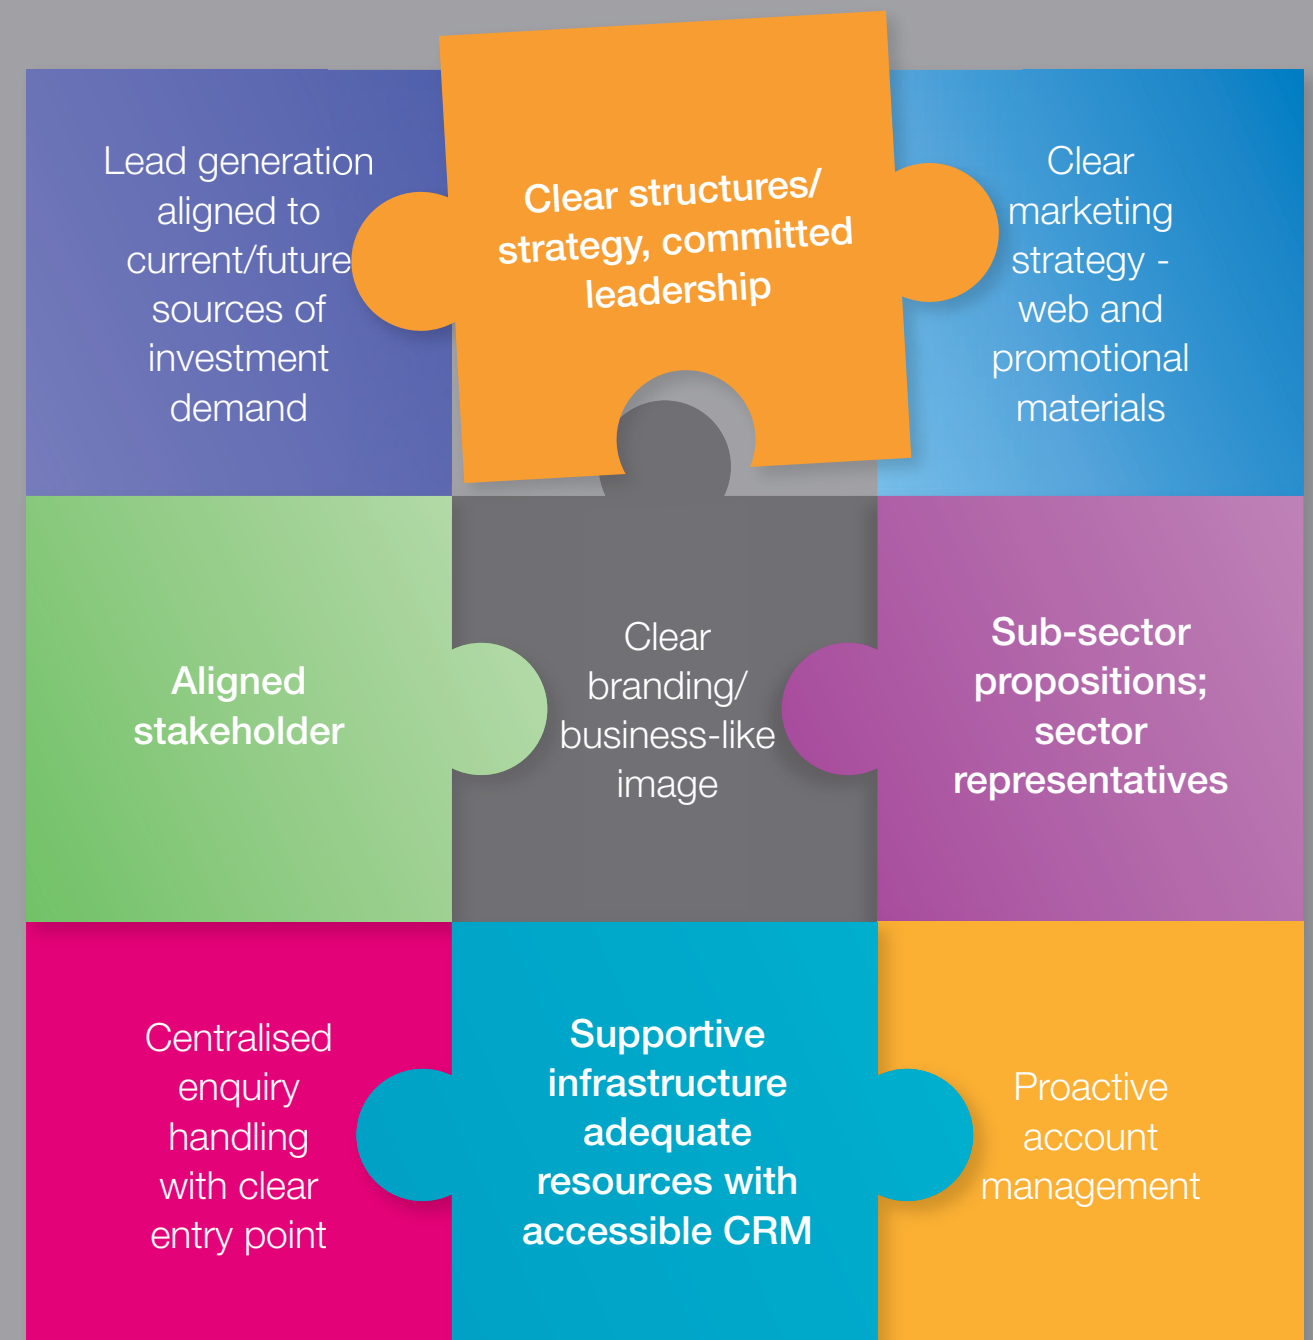 Lead generation
aligned to
current/future
sources of
investment
demand
Clear structures/
strategy, committed
leadership
Clear
marketing
strategy -
web and
promotional
materials
Aligned
stakeholder
Clear
branding/
business-like
image
Sub-sector
propositions;
sector
representatives
Centralised
enquiry
handling
with clear
entry point
Supportive
infrastructure
adequate
resources with
accessible CRM
Proactive
account
management